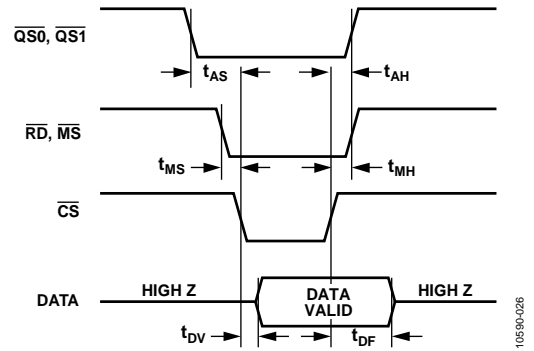 QS0, QS1
tAS
tAH
RD, MS
tMS
tMH
CS
DATA
HIGH Z
DATA
VALID
HIGH Z
tDV
tDF
10590-026